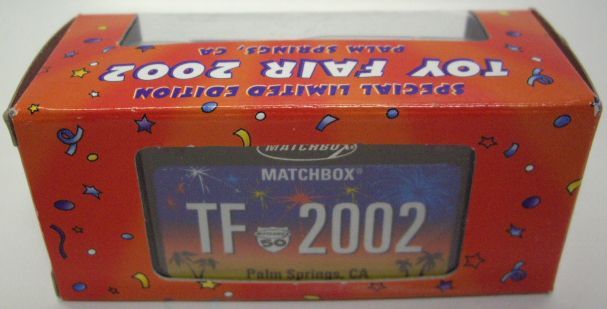 PALM SPRINGS, CA
TOY FAIR 2002
SPECIAL LIMITED EDITION
MATCHBOX
MATCHBOX®
TF 50 2002
Palm Springs, CA